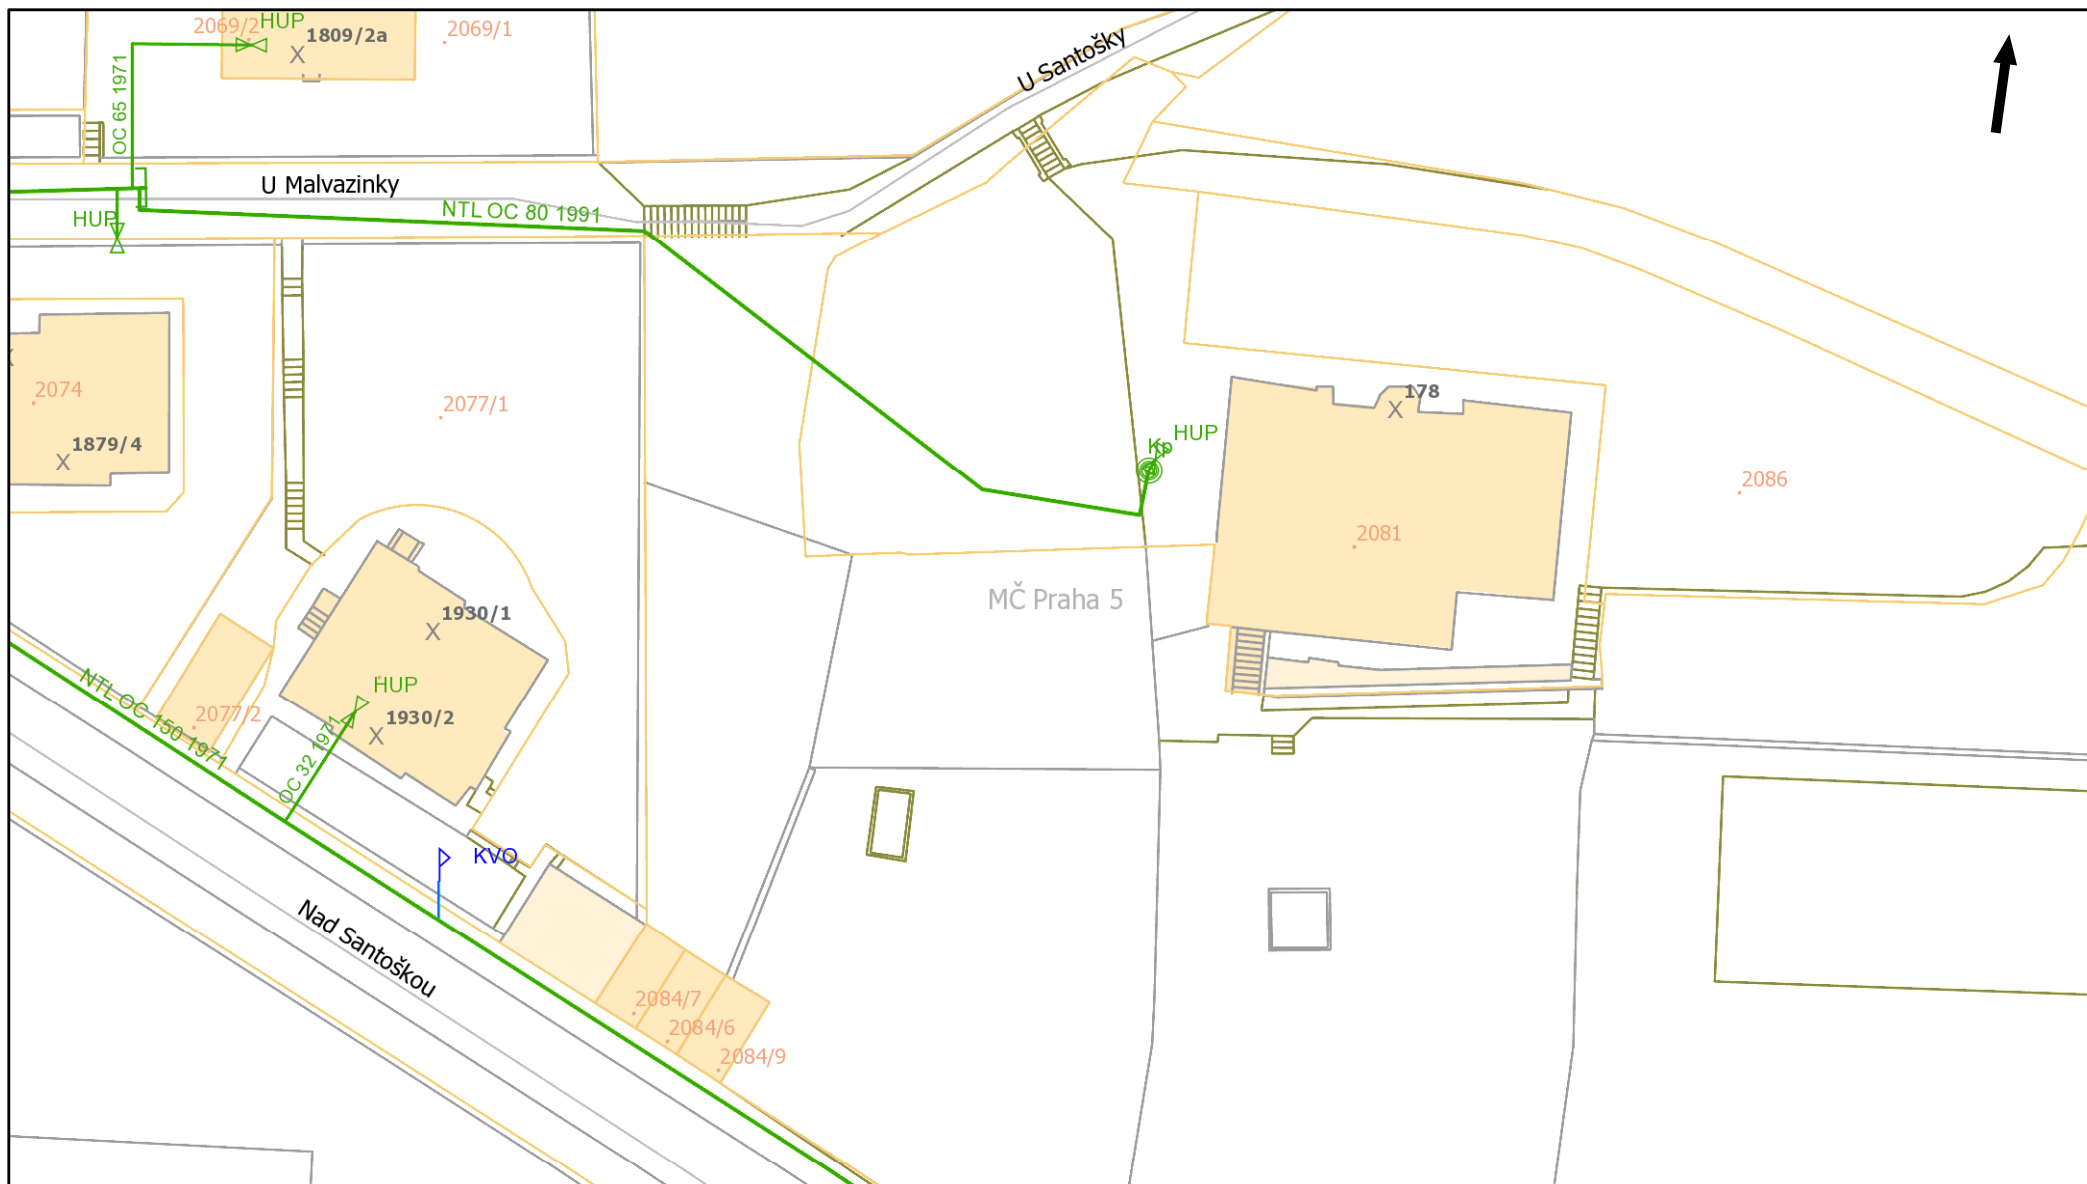 2069/2
HUP
1809/2a
2069/1
U Santošky
OC 65 1971
U Malvazinky
HUP
NTL OC 80 1991
2074
1879/4
2077/1
178
Kp
HUP
2086
2081
MČ Praha 5
1930/1
HUP
1930/2
2077/2
NTL OC 150 1971
OC 32 1971
KVO
Nad Santoškou
2084/7
2084/6
2084/9